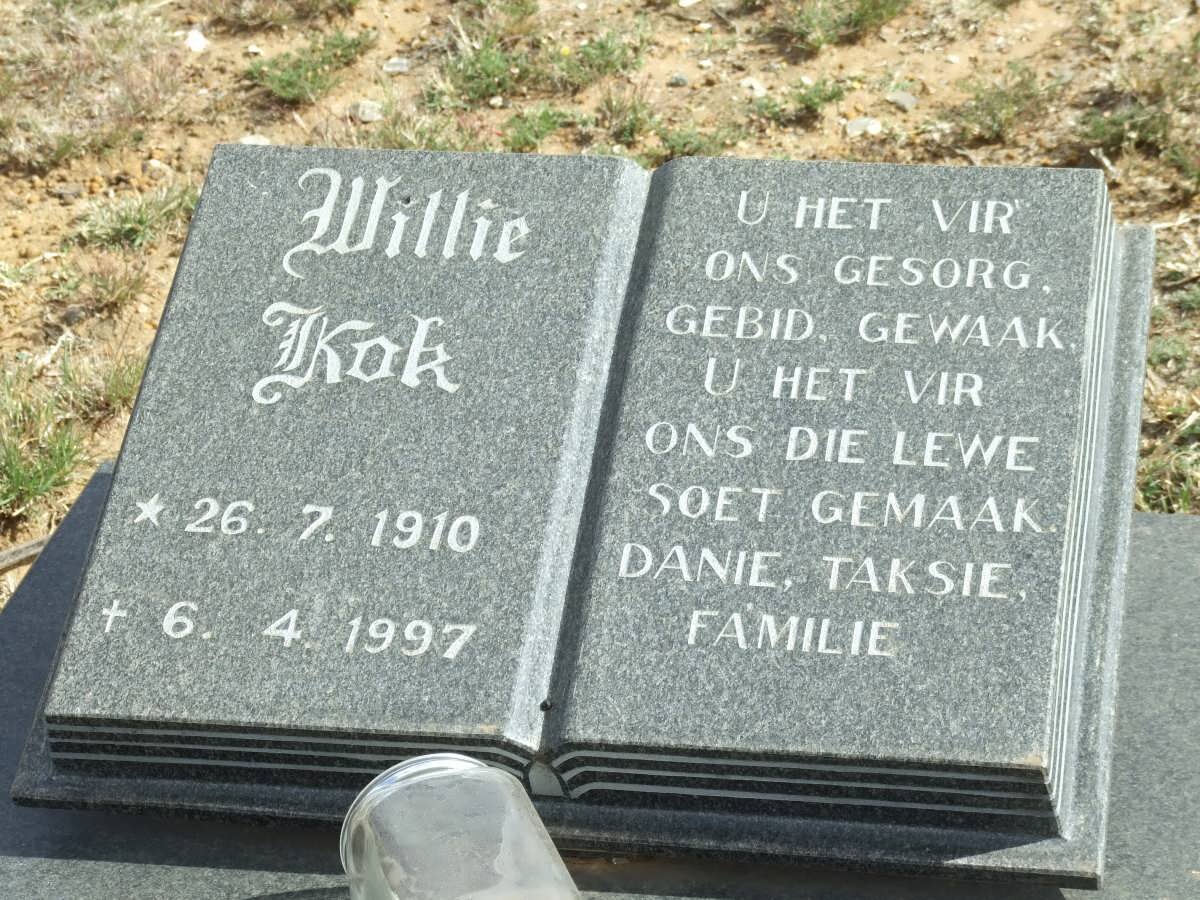 Willie
Kok
* 26. 7. 1910
† 6. 4. 1997
U HET VIR
ONS GESORG,
GEBID, GEWAAK,
U HET VIR
ONS DIE LEWE
SOET GEMAAK.
DANIE, TAKSIE,
FAMILIE